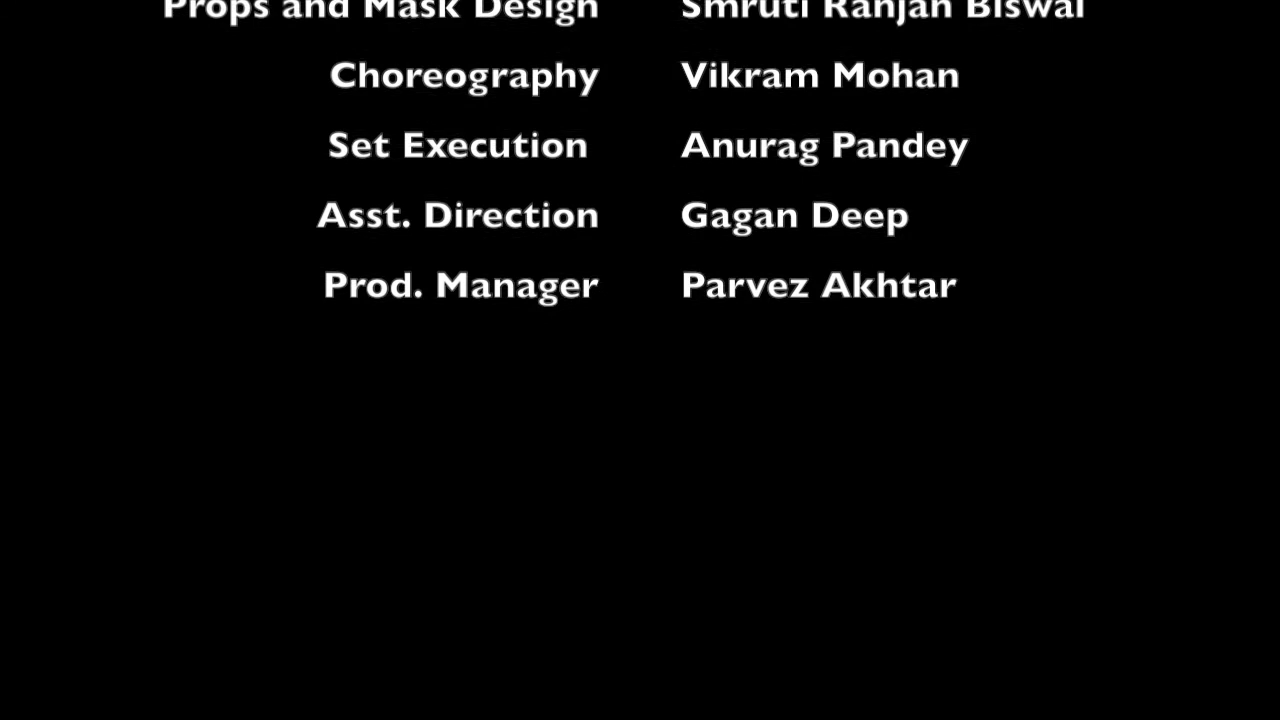 Props and Mask Design Smruti Ranjan Biswal
Choreography Vikram Mohan
Set Execution Anurag Pandey
Asst. Direction Gagan Deep
Prod. Manager Parvez Akhtar